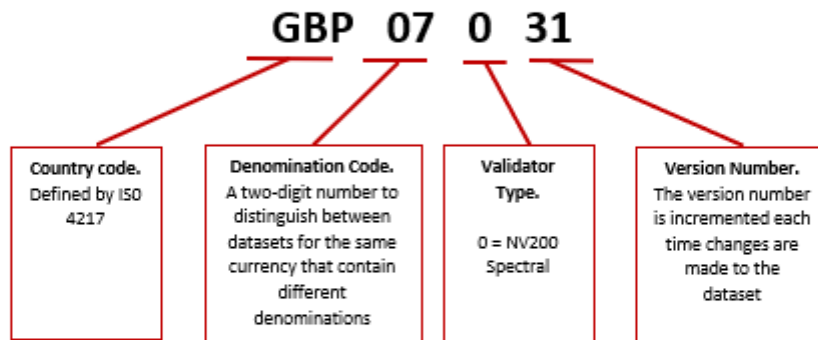 GBP 07 0 31
Country code.
Defined by IS0
4217
Denomination Code.
A two-digit number to
distinguish between
datasets for the same
currency that contain
different
denominations
Validator
Type.
0 = NV200
Spectral
Version Number.
The version number
is incremented each
time changes are
made to the
dataset